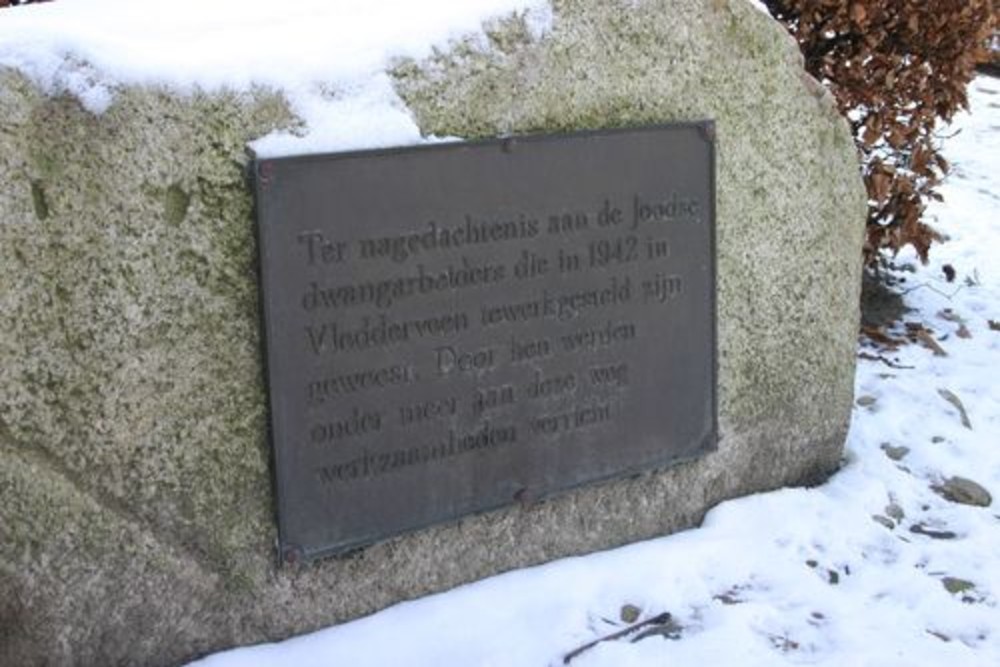 Ter nagedachtenis aan de Joodse
dwangarbeiders die in 1942 in
Vledderveen tewerkgesteld zijn
geweest. Door hen werden
onder meer aan deze weg
werkzaamheden verricht